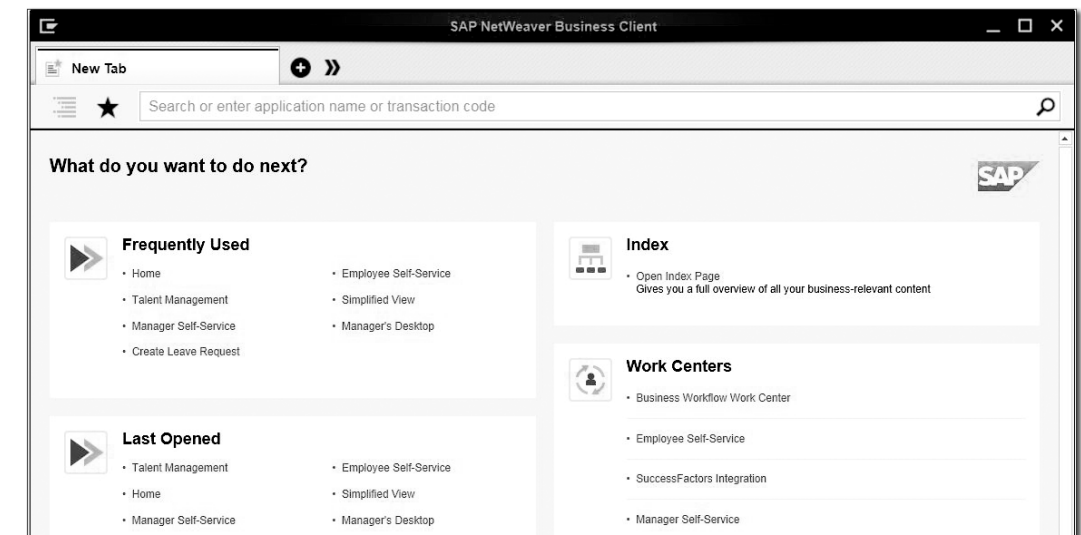 SAP NetWeaver Business Client
New Tab
Search or enter application name or transaction code
What do you want to do next?
SAP
Frequently Used
Home
Employee Self-Service
Talent Management
Simplified View
Manager Self-Service
Manager's Desktop
Create Leave Request
Last Opened
Talent Management
Employee Self-Service
Home
Simplified View
Manager Self-Service
Manager's Desktop
Index
Open Index Page
Gives you a full overview of all your business-relevant content
Work Centers
Business Workflow Work Center
Employee Self-Service
SuccessFactors Integration
Manager Self-Service